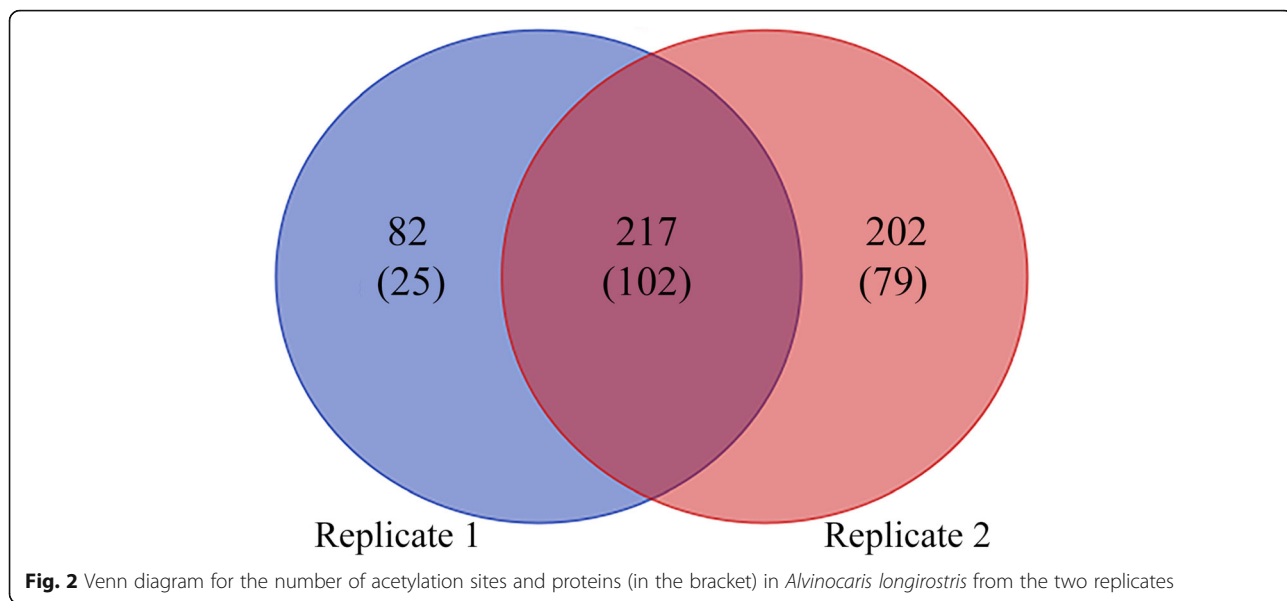 82
(25)
217
(102)
202
(79)
Replicate 1
Replicate 2
Fig. 2 Venn diagram for the number of acetylation sites and proteins (in the bracket) in Alvinocaris longirostris from the two replicates